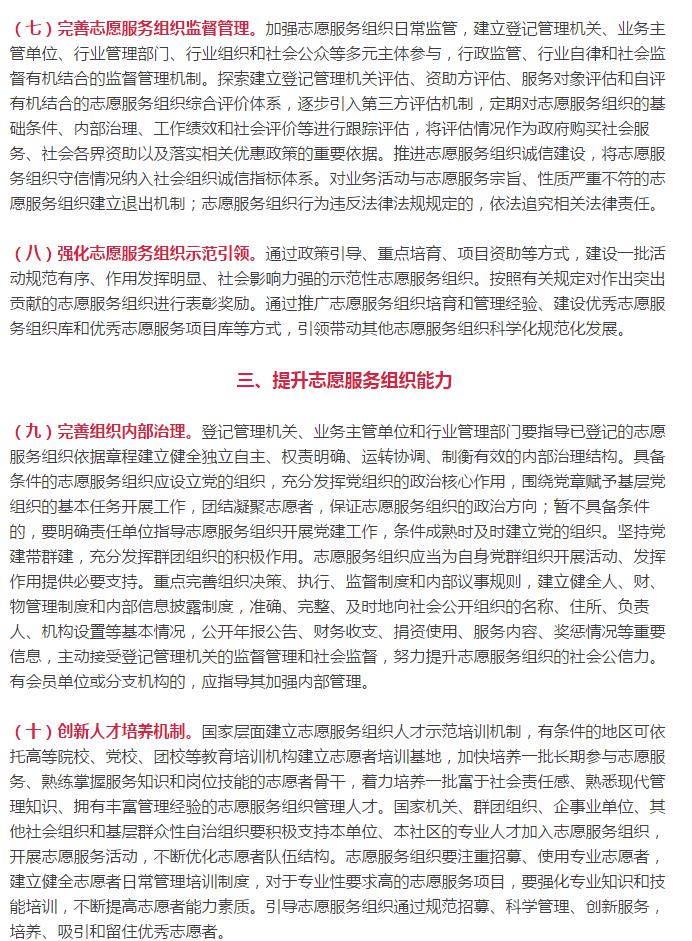 （七）完善志愿服务组织监督管理。加强志愿服务组织日常监管，建立登记管理机关、业务主
管单位、行业管理部门、行业组织和社会公众等多元主体参与，行政监管、行业自律和社会监
督有机结合的监督管理机制。探索建立登记管理机关评估、资助方评估、服务对象评估和自评
有机结合的志愿服务组织综合评价体系，逐步引入第三方评估机制，定期对志愿服务组织的基
础条件、内部治理、工作绩效和社会评价等进行跟踪评估，将评估情况作为政府购买社会服
务、社会各界资助以及落实相关优惠政策的重要依据。推进志愿服务组织诚信建设，将志愿服
务组织守信情况纳入社会组织诚信指标体系。对业务活动与志愿服务宗旨、性质严重不符的志
愿服务组织建立退出机制；志愿服务组织行为违反法律法规规定的，依法追究相关法律责任。
（八）强化志愿服务组织示范引领。通过政策引导、重点培育、项目资助等方式，建设一批活
动规范有序、作用发挥明显、社会影响力强的示范性志愿服务组织。按照有关规定对作出突出
贡献的志愿服务组织进行表彰奖励。通过推广志愿服务组织培育和管理经验、建设优秀志愿服
务组织库和优秀志愿服务项目库等方式，引领带动其他志愿服务组织科学化规范化发展。
三、提升志愿服务组织能力
（九）完善组织内部治理。登记管理机关、业务主管单位和行业管理部门要指导已登记的志愿
服务组织依据章程建立健全独立自主、权责明确、运转协调、制衡有效的内部治理结构。具备
条件的志愿服务组织应设立党的组织，充分发挥党组织的政治核心作用，围绕党章赋予基层党
组织的基本任务开展工作，团结凝聚志愿者，保证志愿服务组织的政治方向；暂不具备条件
的，要明确责任单位指导志愿服务组织开展党建工作，条件成熟时及时建立党的组织。坚持党
建带群建，充分发挥群团组织的积极作用。志愿服务组织应当为自身党群组织开展活动、发挥
作用提供必要支持。重点完善组织决策、执行、监督制度和内部议事规则，建立健全人、财、
物管理制度和内部信息披露制度，准确、完整、及时地向社会公开组织的名称、住所、负责
人、机构设置等基本情况，公开年报公告、财务收支、捐资使用、服务内容、奖惩情况等重要
信息，主动接受登记管理机关的监督管理和社会监督，努力提升志愿服务组织的社会公信力。
有会员单位或分支机构的，应指导其加强内部管理。
（十）创新人才培养机制。国家层面建立志愿服务组织人才示范培训机制，有条件的地区可依
托高等院校、党校、团校等教育培训机构建立志愿者培训基地，加快培养一批长期参与志愿服
务、熟练掌握服务知识和岗位技能的志愿者骨干，着力培养一批富于社会责任感、熟悉现代管
理知识、拥有丰富管理经验的志愿服务组织管理人才。国家机关、群团组织、企事业单位、其
他社会组织和基层群众性自治组织要积极支持本单位、本社区的专业人才加入志愿服务组织，
开展志愿服务活动，不断优化志愿者队伍结构。志愿服务组织要注重招募、使用专业志愿者，
建立健全志愿者日常管理培训制度，对于专业性要求高的志愿服务项目，要强化专业知识和技
能培训，不断提高志愿者能力素质。引导志愿服务组织通过规范招募、科学管理、创新服务，
培养、吸引和留住优秀志愿者。